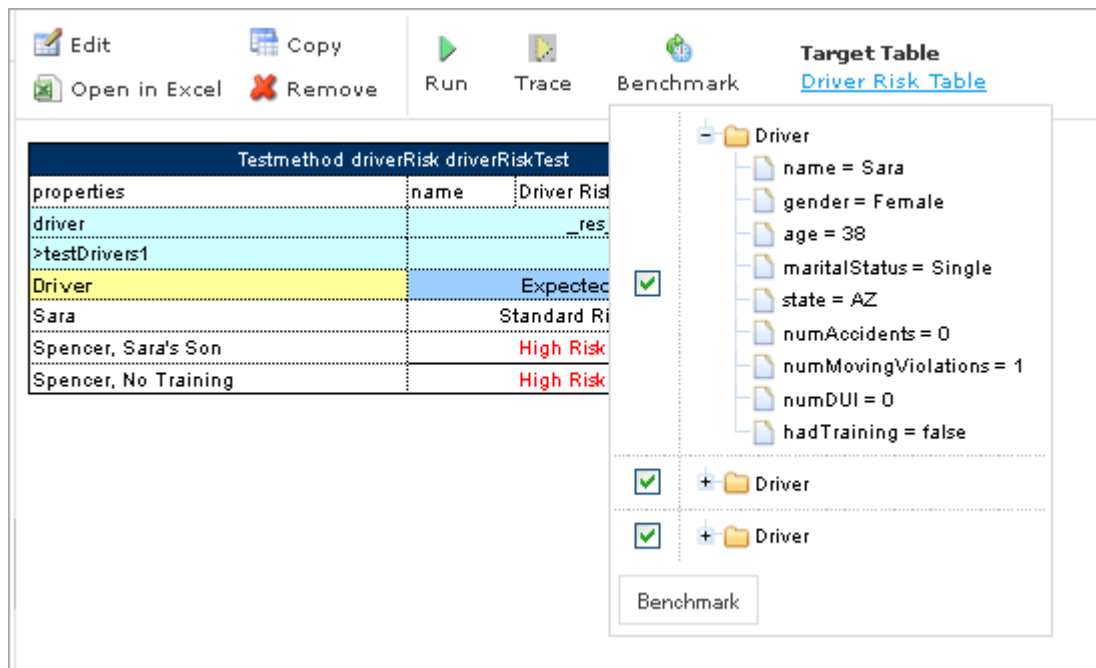 Edit Copy
Open in Excel Remove
Run Trace Benchmark
Target Table
Driver Risk Table
Testmethod driverRisk driverRiskTest
properties name Driver Ris
driver _res_
>testDrivers1
Driver Expected
Sara Standard Ri
Spencer, Sara's Son High Risk
Spencer, No Training High Risk
Driver
name = Sara
gender = Female
age = 38
maritalStatus = Single
state = AZ
numAccidents = 0
numMovingViolations = 1
numDUI = 0
hadTraining = false
Driver
Driver
Benchmark